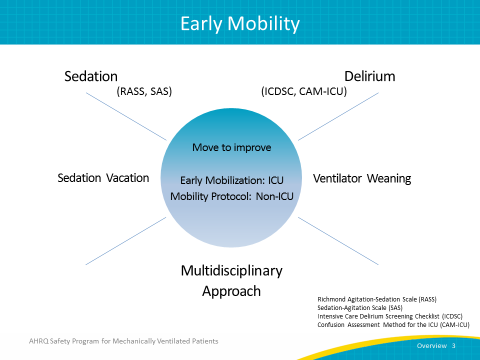 Early Mobility
Sedation
(RASS, SAS)
Delirium
(ICDSC, CAM-ICU)
Move to improve
Early Mobilization: ICU
Mobility Protocol: Non-ICU
Sedation Vacation
Ventilator Weaning
Multidisciplinary
Approach
Richmond Agitation-Sedation Scale (RASS)
Sedation-Agitation Scale (SAS)
Intensive Care Delirium Screening Checklist (ICDSC)
Confusion Assessment Method for the ICU (CAM-ICU)
AHRQ Safety Program for Mechanically Ventilated Patients
Overview 3